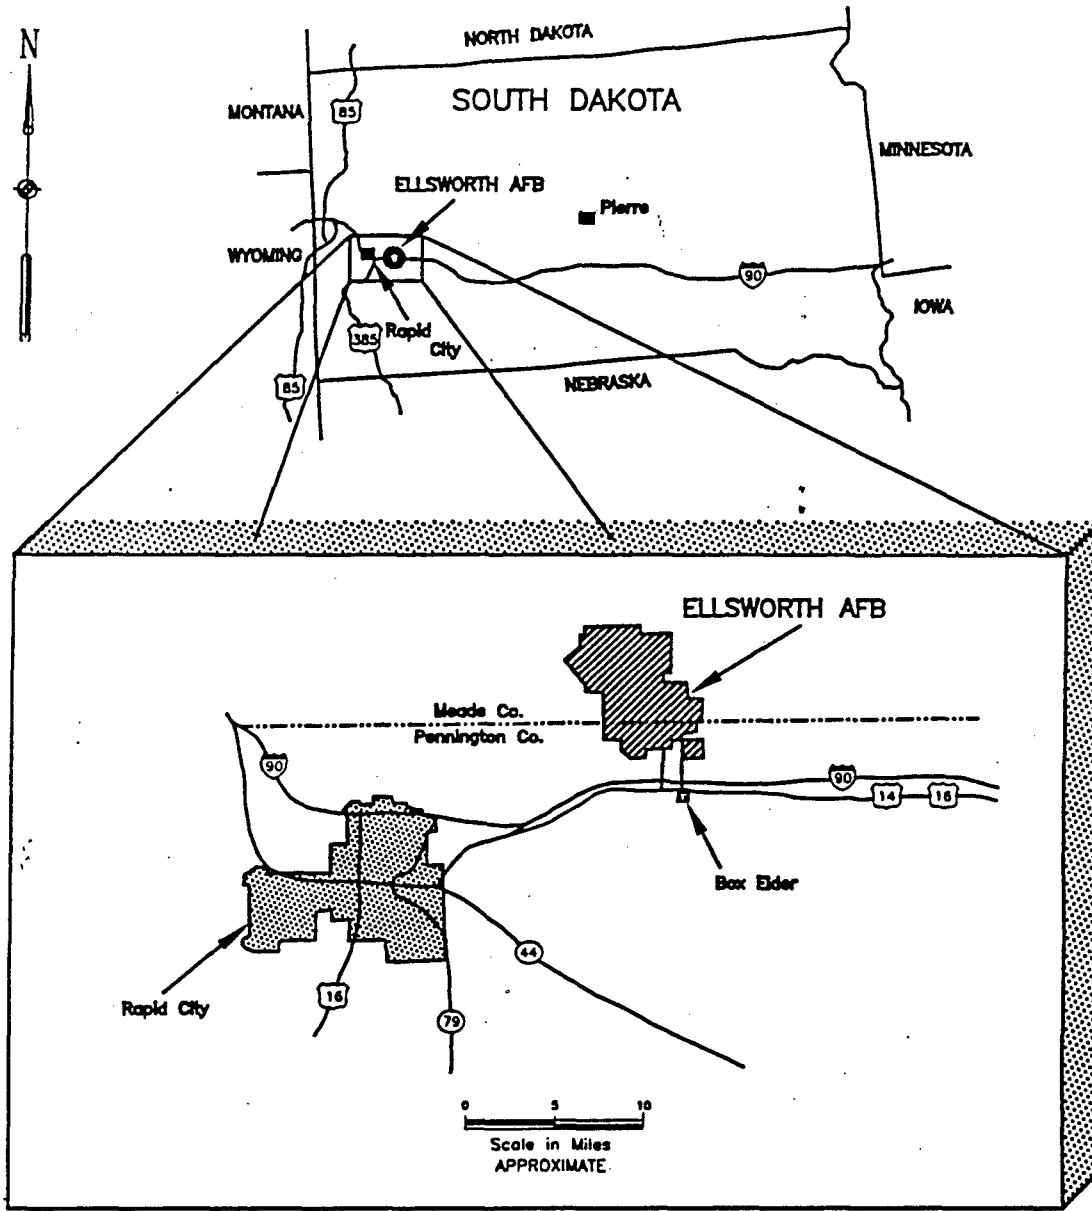 N
NORTH DAKOTA
SOUTH DAKOTA
MONTANA
85
MINNESOTA
ELLSWORTH AFB
Pierre
WYOMING
90
IOWA
385
Rapid
City
85
NEBRASKA
ELLSWORTH AFB
Meade Co.
Pennington Co.
90
90
14
16
Box Elder
44
Rapid City
16
79
0 5 10
Scale in Miles
APPROXIMATE